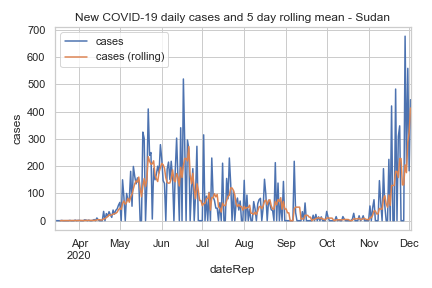 New COVID-19 daily cases and 5 day rolling mean - Sudan
700
600
500
400
300
200
100
0
cases
cases
cases (rolling)
Apr
2020
May
Jun
Jul
Aug
Sep
Oct
Nov
Dec
dateRep